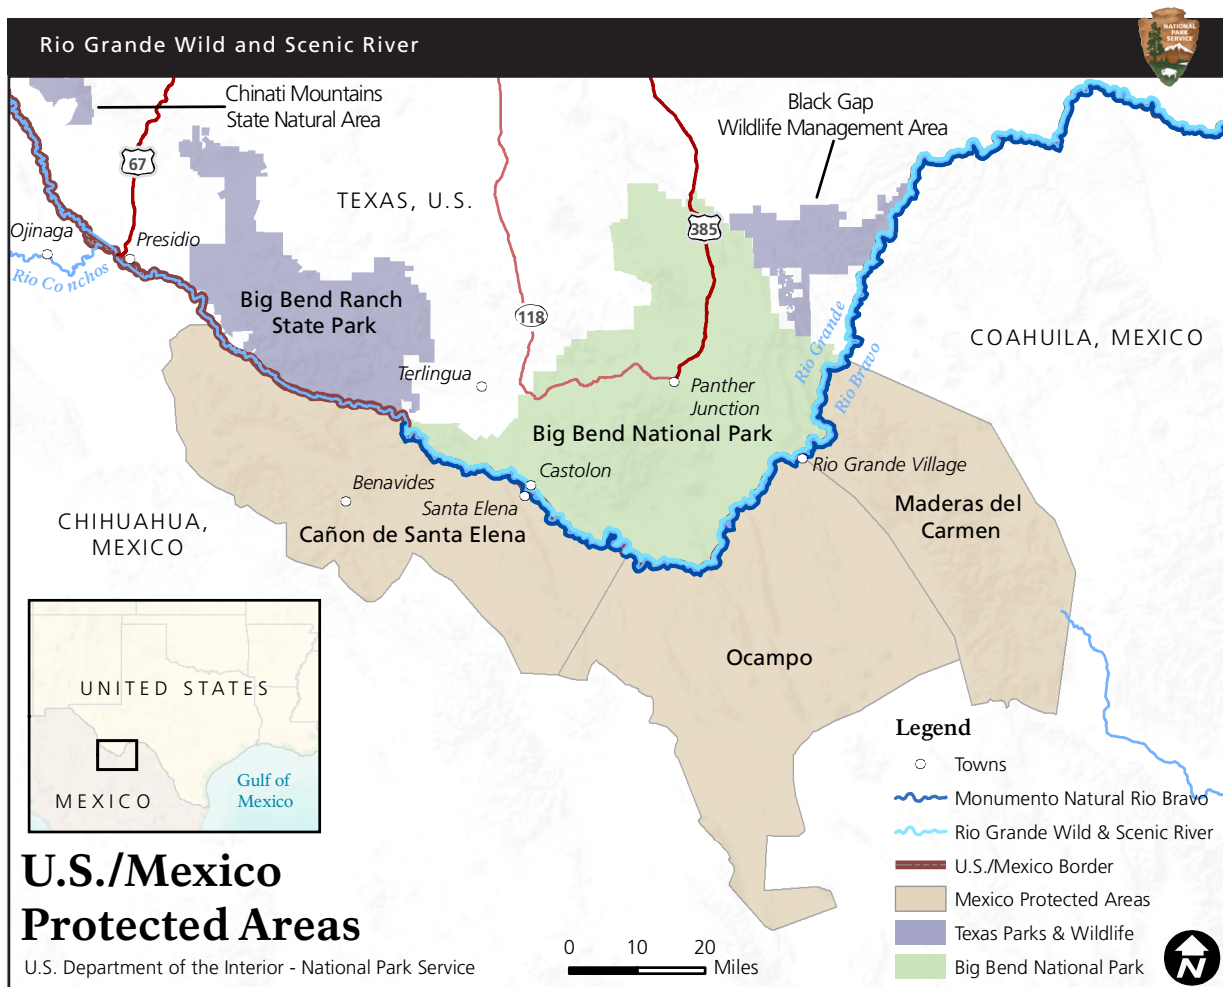 Rio Grande Wild and Scenic River
NATIONAL
PARK
SERVICE
Chinati Mountains
State Natural Area
Black Gap
Wildlife Management Area
67
TEXAS, U.S.
385
Ojinaga
Presidio
Rio Conchos
Big Bend Ranch
State Park
118
Rio Grande
Rio Bravo
COAHUILA, MEXICO
Terlingua
Panther
Junction
Big Bend National Park
Castolon
Rio Grande Village
Benavides
Santa Elena
Cañon de Santa Elena
Maderas del
Carmen
CHIHUAHUA,
MEXICO
Ocampo
UNITED STATES
MEXICO
Gulf of
Mexico
Legend
Towns
Monumento Natural Rio Bravo
Rio Grande Wild & Scenic River
U.S./Mexico Border
Mexico Protected Areas
Texas Parks & Wildlife
Big Bend National Park
U.S./Mexico
Protected Areas
U.S. Department of the Interior - National Park Service
0 10 20
Miles
N